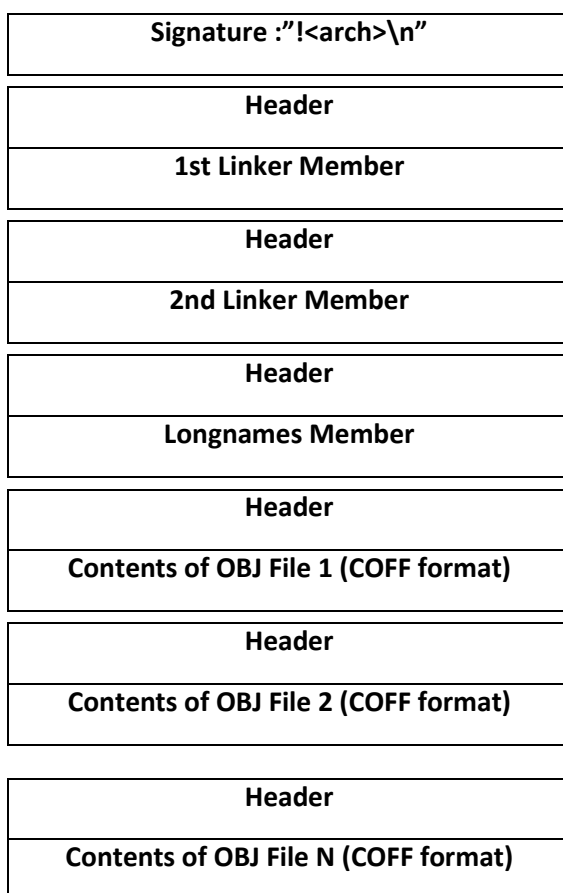 Signature :”!<arch>\n”
Header
1st Linker Member
Header
2nd Linker Member
Header
Longnames Member
Header
Contents of OBJ File 1 (COFF format)
Header
Contents of OBJ File 2 (COFF format)
Header
Contents of OBJ File N (COFF format)